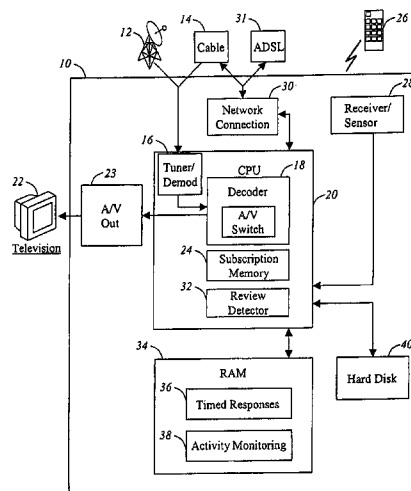 12
14
Cable
31
ADSL
26
10
30
Network
Connection
28
Receiver/
Sensor
16
Tuner/
Demod
CPU
18
Decoder
A/V
Switch
20
22
Television
23
A/V
Out
24
Subscription
Memory
32
Review
Detector
34
RAM
36
Timed Responses
38
Activity Monitoring
40
Hard Disk